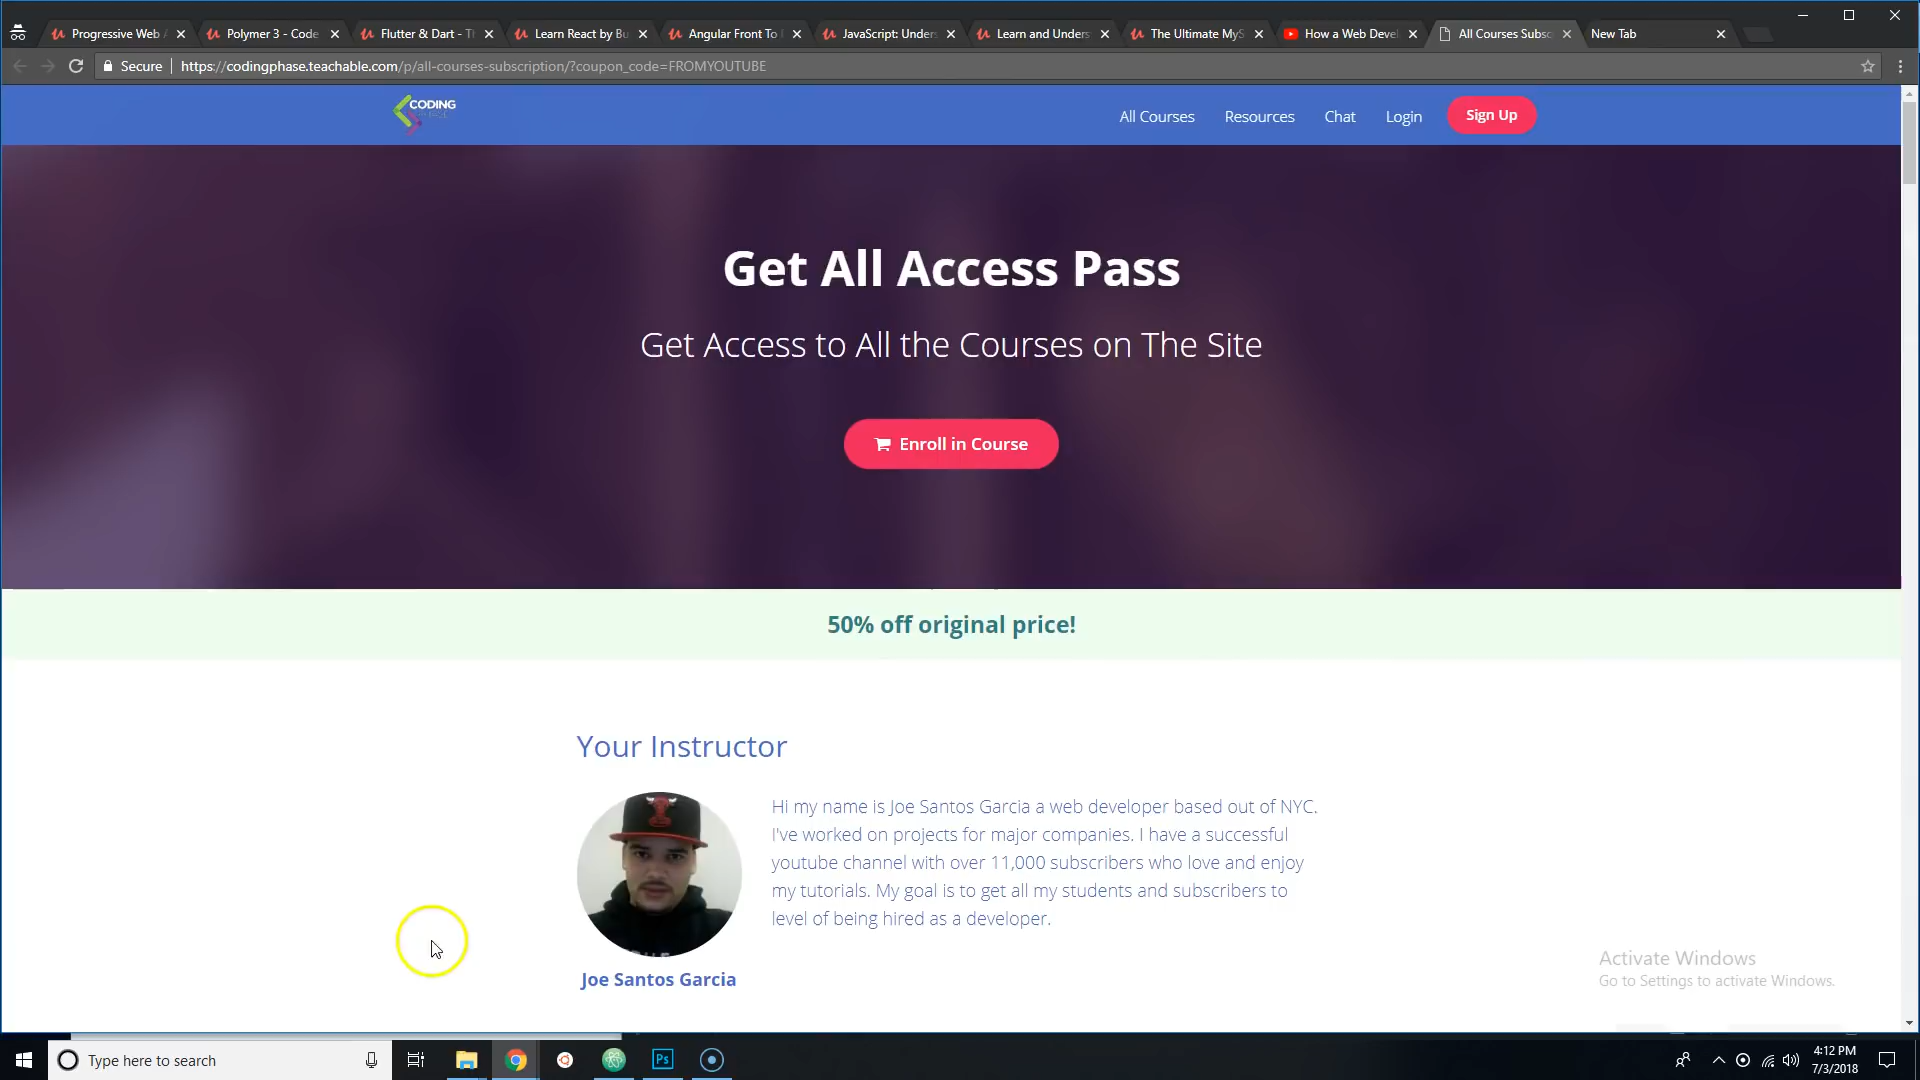 Progressive Web A
Polymer 3 - Code
Flutter & Dart - Th
Learn React by Bu
Angular Front To
JavaScript: Unders
Learn and Unders
The Ultimate MyS
How a Web Devel
All Courses Subsc
New Tab
Secure https://codingphase.teachable.com/p/all-courses-subscription/?coupon_code=FROMYOUTUBE
CODING
All Courses
Resources
Chat
Login
Sign Up
Get All Access Pass
Get Access to All the Courses on The Site
Enroll in Course
50% off original price!
Your Instructor
Hi my name is Joe Santos Garcia a web developer based out of NYC.
I've worked on projects for major companies. I have a successful
youtube channel with over 11,000 subscribers who love and enjoy
my tutorials. My goal is to get all my students and subscribers to
level of being hired as a developer.
Joe Santos Garcia
Activate Windows
Go to Settings to activate Windows.
Type here to search
Ps
4:12 PM
7/3/2018